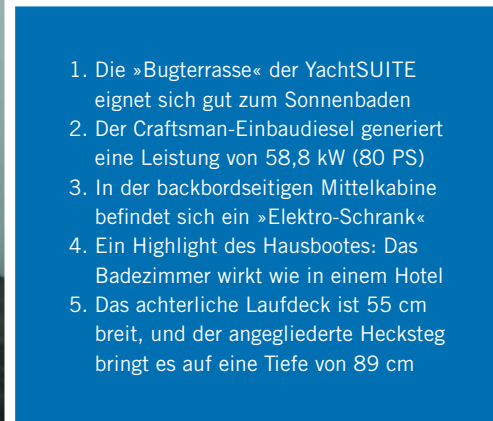 1. Die »Bugterrasse« der YachtSUITE
eignet sich gut zum Sonnenbaden
2. Der Craftsman-Einbaudiesel generiert
eine Leistung von 58,8 kW (80 PS)
3. In der backbordseitigen Mittelkabine
befindet sich ein »Elektro-Schrank«
4. Ein Highlight des Hausbootes: Das
Badezimmer wirkt wie in einem Hotel
5. Das achterliche Laufdeck ist 55 cm
breit, und der angegliederte Hecksteg
bringt es auf eine Tiefe von 89 cm